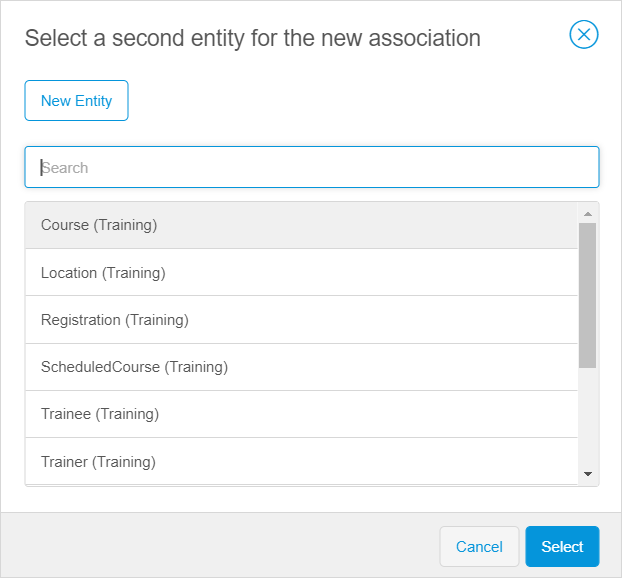 Select a second entity for the new association
New Entity
Search
Course (Training)
Location (Training)
Registration (Training)
ScheduledCourse (Training)
Trainee (Training)
Trainer (Training)
Cancel
Select